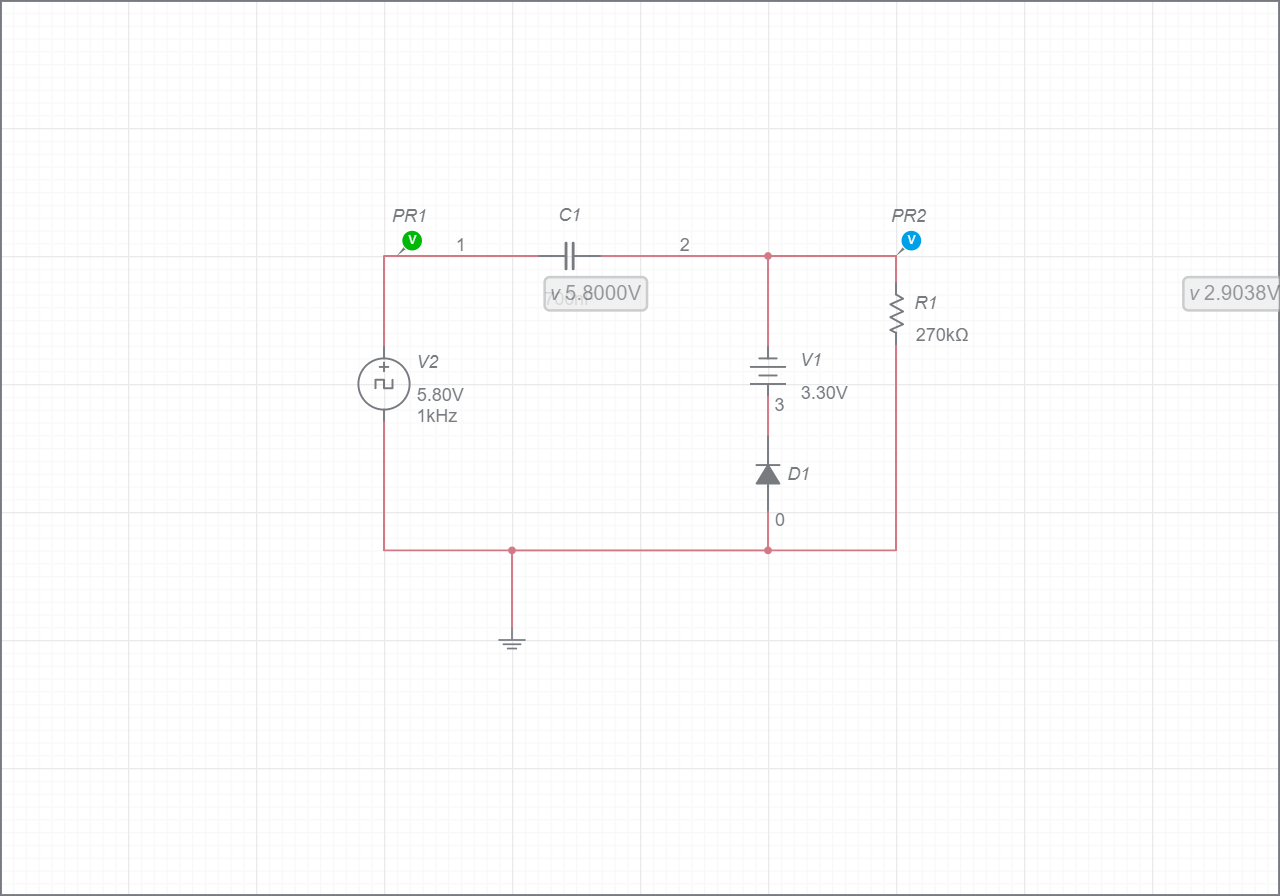 PR1
C1
PR2
V
V
1
2
v 5.8000V
v 2.9038V
R1
270kΩ
V2
5.80V
1kHz
V1
3.30V
3
D1
0